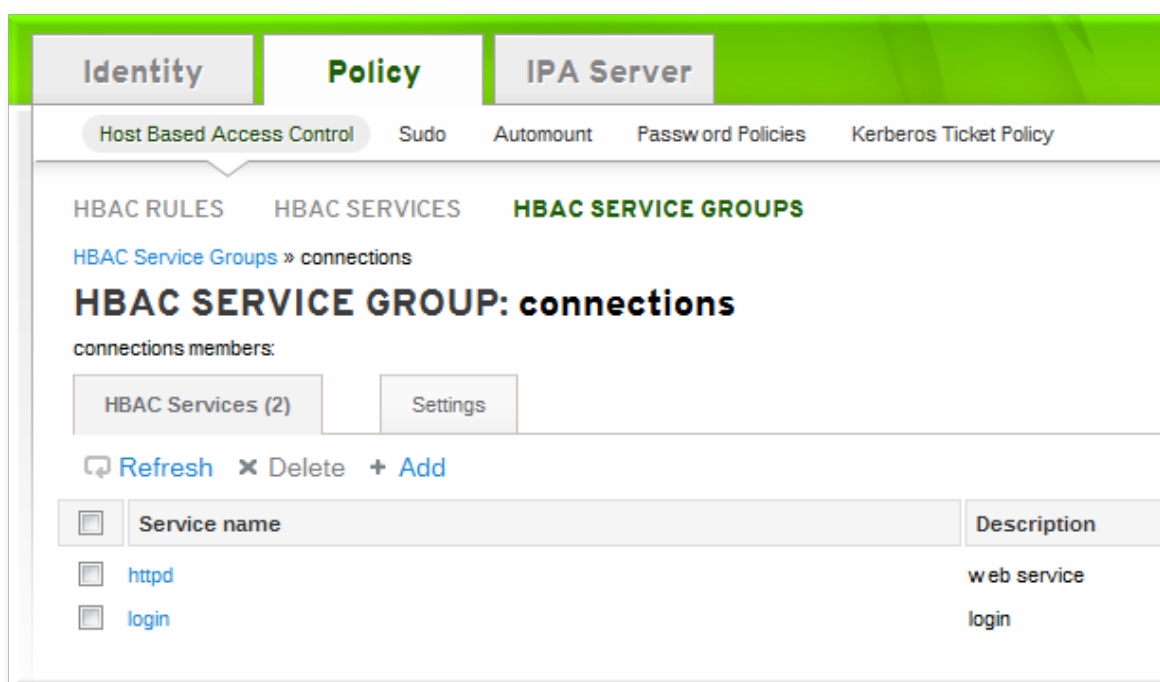 Identity Policy IPA Server
Host Based Access Control Sudo Automount Password Policies Kerberos Ticket Policy
HBAC RULES HBAC SERVICES HBAC SERVICE GROUPS
HBAC Service Groups » connections
HBAC SERVICE GROUP: connections
connections members:
HBAC Services (2) Settings
Refresh Delete + Add
Service name Description
httpd web service
login login